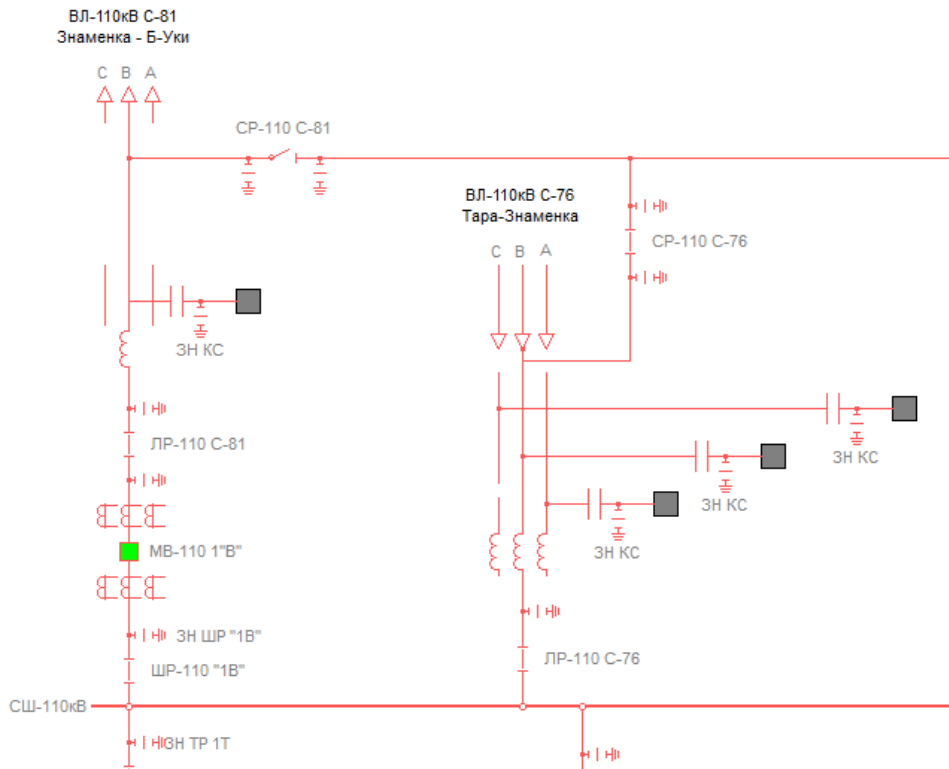 ВЛ-110кВ С-81
Знаменка - Б-Уки
С В А
СР-110 С-81
ВЛ-110кВ С-76
Тара-Знаменка
С В А
СР-110 С-76
ЗН КС
ЛР-110 С-81
ЗН КС
ЗН КС
ЗН КС
МВ-110 1"В"
ЗН ШР "1В"
ЛР-110 С-76
ШР-110 "1В"
СШ-110кВ
ЗН ТР 1Т